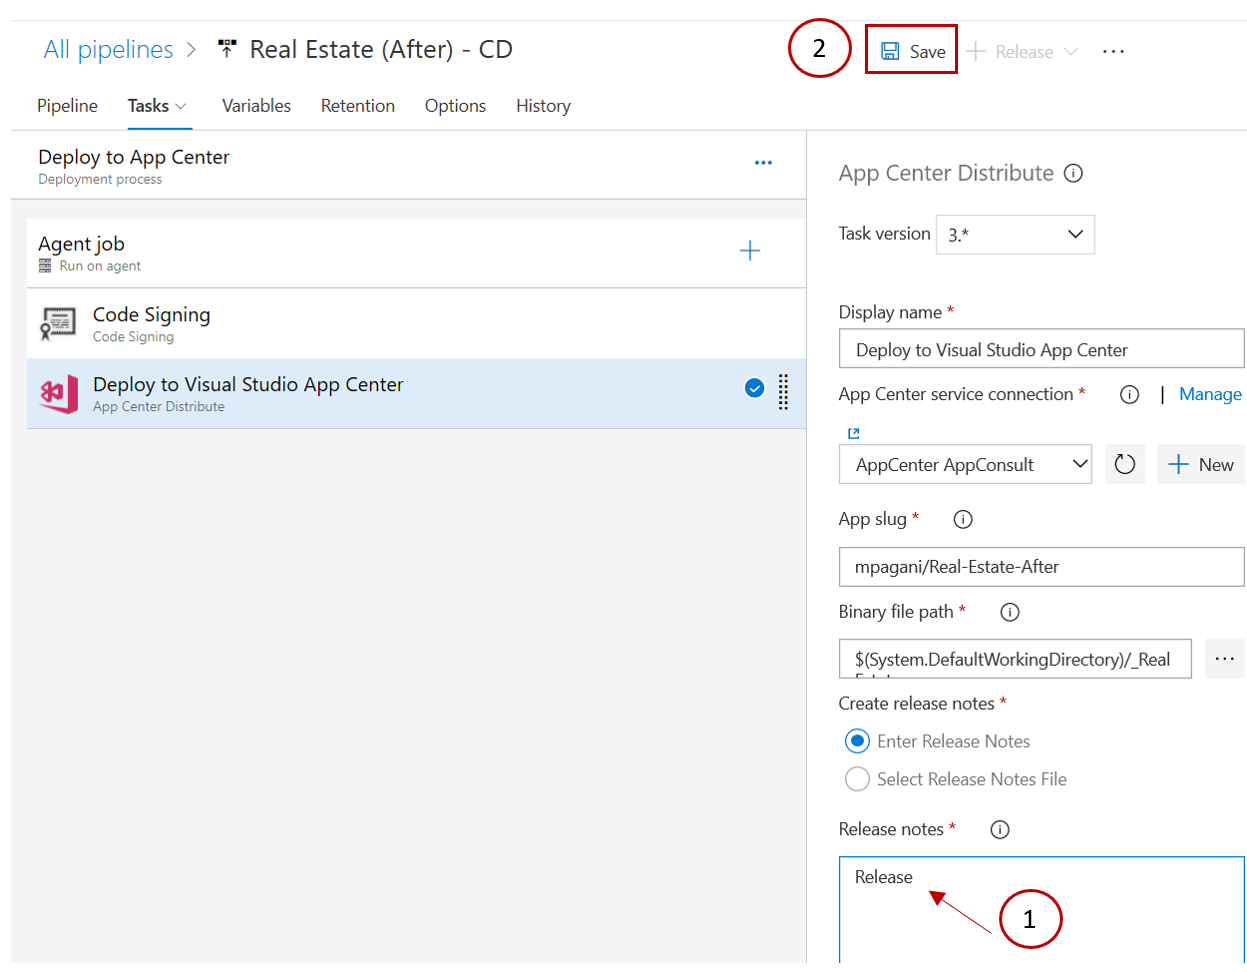 All pipelines > Real Estate (After) - CD
2
Save
+ Release
...
Pipeline Tasks Variables Retention Options History
Deploy to App Center
...
Deployment process
Agent job
Run on agent
Code Signing
Code Signing
Deploy to Visual Studio App Center
App Center Distribute
App Center Distribute
Task version 3.*
Display name *
Deploy to Visual Studio App Center
App Center service connection * | Manage
AppCenter AppConsult
+ New
App slug *
mpagani/Real-Estate-After
Binary file path *
$(System.DefaultWorkingDirectory)/_Real
...
Create release notes *
Enter Release Notes
Select Release Notes File
Release notes *
Release
1